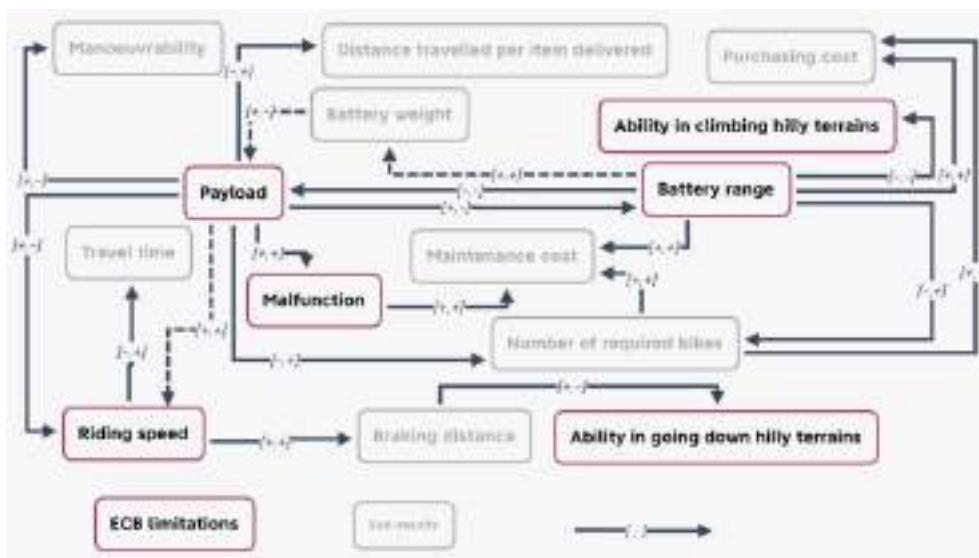 Manoeuvrability
Distance travelled per item delivered
Purchasing cost
[-,+]
[+,-]
Battery weight
Ability in climbing hilly terrains
[+,-]
[+,+]
[-,-]
[+,+]
Payload
[-,-]
Battery range
[+,-]
[+,-]
Travel time
[+,+]
Maintenance cost
[+,+]
[+,+]
Malfunction
[+,+]
[-,+]
[+,+]
[-,+]
[-,+]
Number of required bikes
[+,-]
Riding speed
[+,+]
Braking distance
Ability in going down hilly terrains
ECB limitations